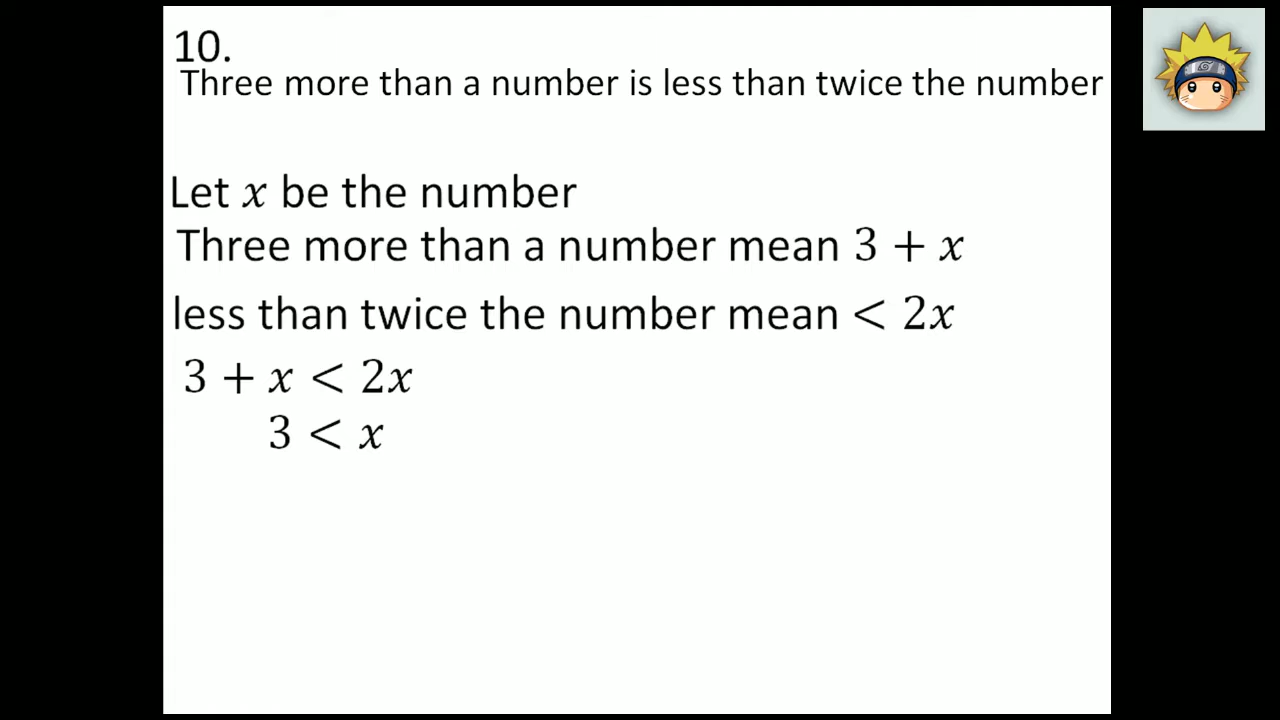 10.
Three more than a number is less than twice the number
Let x be the number
Three more than a number mean 3 + x
less than twice the number mean < 2x
3 + x < 2x
3 < x